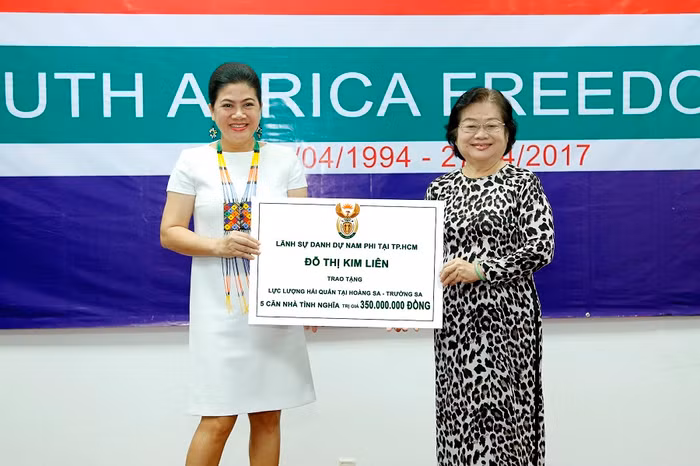 UTH AFRICA FREEDO
/04/1994 - 2 /2017
LÃNH SỰ DANH DỰ NAM PHI TẠI TP.HCM
ĐỖ THỊ KIM LIÊN
TRAO TẶNG
LỰC LƯỢNG HẢI QUÂN TẠI HOÀNG SA - TRƯỜNG SA
5 CĂN NHÀ TÌNH NGHĨA TRỊ GIÁ 350.000.000 ĐỒNG